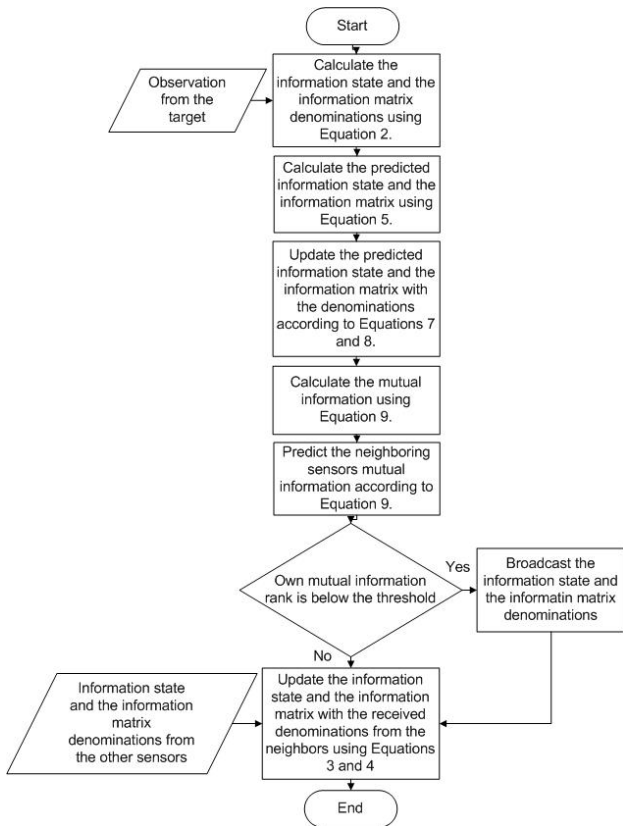 Start
Observation
from the
target
Calculate the
information state and the
information matrix
denominations using
Equation 2.
Calculate the predicted
information state and the
information matrix using
Equation 5.
Update the predicted
information state and the
information matrix with
the denominations
according to Equations 7
and 8.
Calculate the mutual
information using
Equation 9.
Predict the neighboring
sensors mutual
information according to
Equation 9.
Own mutual information
rank is below the threshold
Yes
Broadcast the
information state and
the informatin matrix
denominations
No
Information state
and the information
matrix
denominations from
the other sensors
Update the information
state and the information
matrix with the received
denominations from the
neighbors using Equations
3 and 4
End